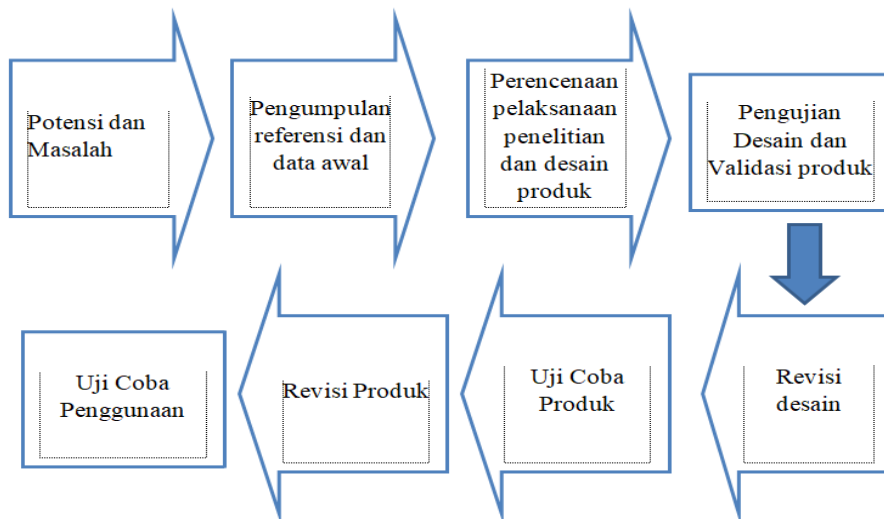 Potensi dan
Masalah
Pengumpulan
referensi dan
data awal
Perencenaan
pelaksanaan
penelitian
dan desain
produk
Pengujian
Desain dan
Validasi produk
Revisi
desain
Uji Coba
Produk
Revisi Produk
Uji Coba
Penggunaan